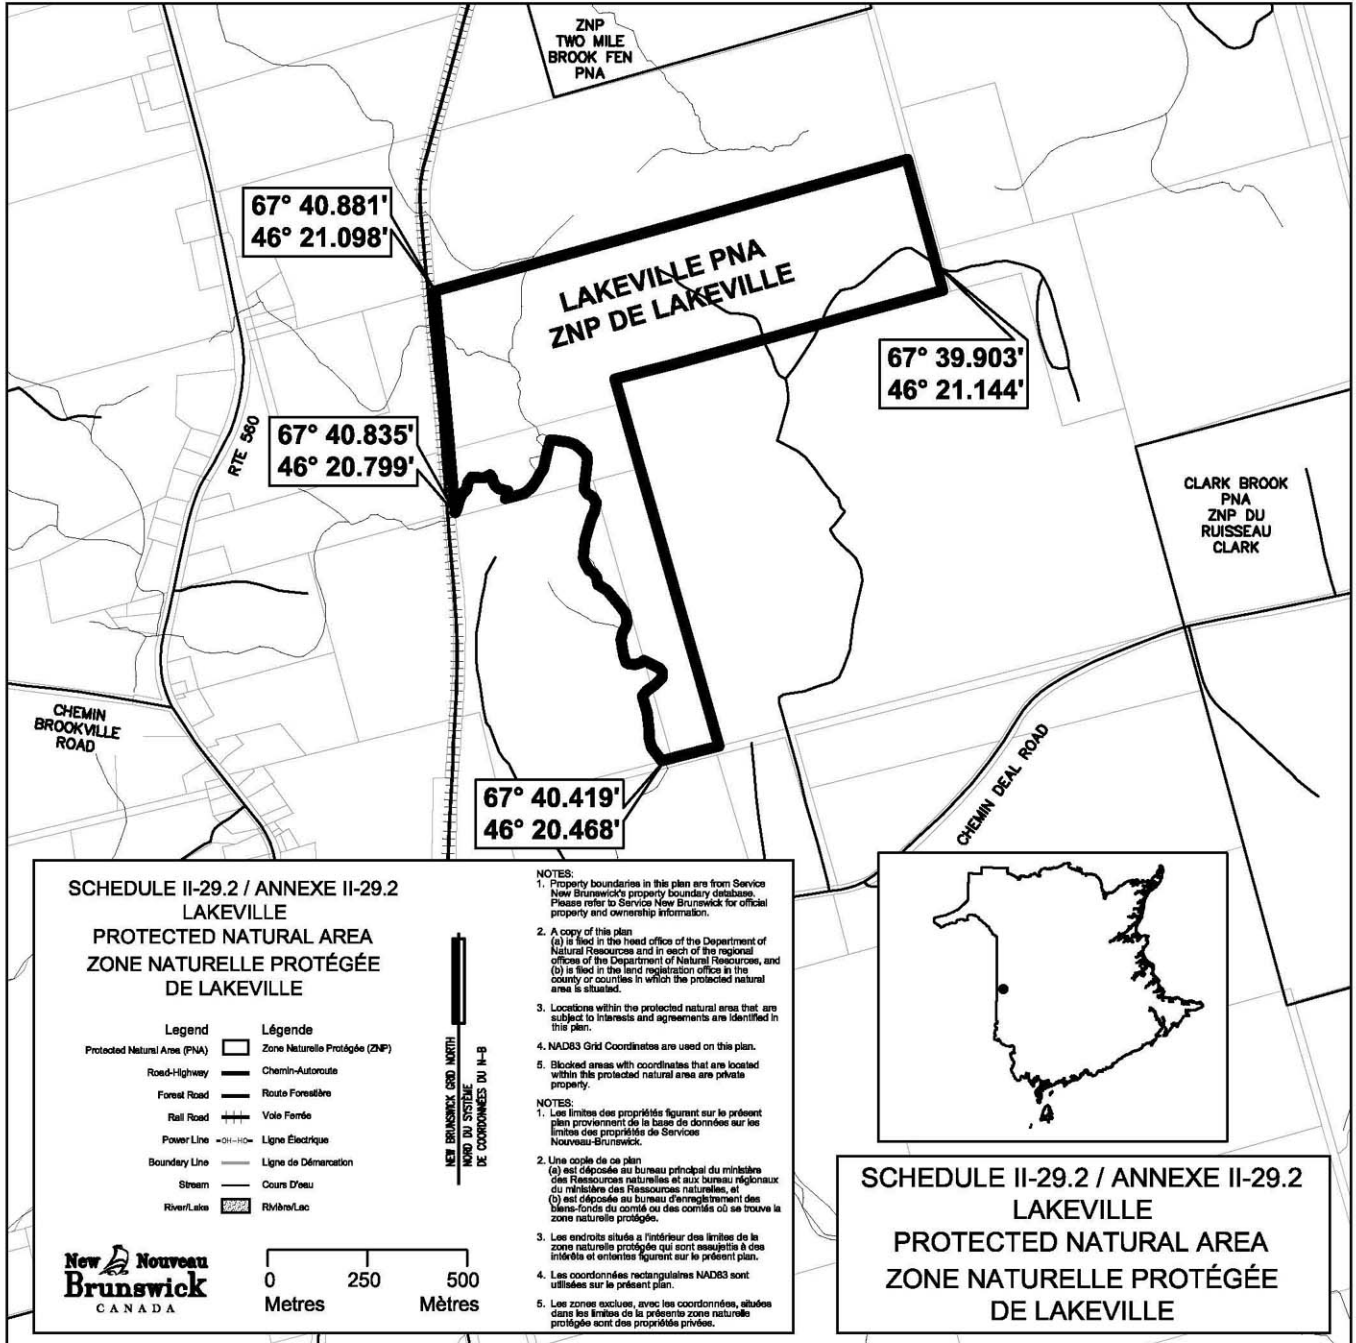 ZNP
TWO MILE
BROOK FEN
PNA
67° 40.881'
46° 21.098'
LAKEVILLE PNA
ZNP DE LAKEVILLE
67° 39.903'
46° 21.144'
RTE 560
67° 40.835'
46° 20.799'
CLARK BROOK
PNA
ZNP DU
RUISSEAU
CLARK
CHEMIN
BROOKVILLE
ROAD
67° 40.419'
46° 20.468'
CHEMIN DEAL ROAD
SCHEDULE II-29.2 / ANNEXE II-29.2
LAKEVILLE
PROTECTED NATURAL AREA
ZONE NATURELLE PROTÉGÉE
DE LAKEVILLE
Legend Légende
Protected Natural Area (PNA) Zone Naturelle Protégée (ZNP)
Road-Highway Chemin-Autoroute
Forest Road Route Forestière
Rail Road Voie Ferrée
Power Line -OH-HO- Ligne Électrique
Boundary Line Ligne de Démarcation
Stream Cours D'eau
River/Lake Rivière/Lac
NEW BRUNSWICK GRID NORTH
NORD DU SYSTÈME
DE COORDONNÉES DU N-B
New Nouveau
Brunswick
CANADA
0 250 500
Metres Mètres
NOTES:
1. Property boundaries in this plan are from Service
New Brunswick's property boundary database.
Please refer to Service New Brunswick for official
property and ownership information.
2. A copy of this plan
(a) is filed in the head office of the Department of
Natural Resources and in each of the regional
offices of the Department of Natural Resources, and
(b) is filed in the land registration office in the
county or counties in which the protected natural
area is situated.
3. Locations within the protected natural area that are
subject to interests and agreements are identified in
this plan.
4. NAD83 Grid Coordinates are used on this plan.
5. Blocked areas with coordinates that are located
within this protected natural area are private
property.
NOTES:
1. Les limites des propriétés figurant sur le présent
plan proviennent de la base de données sur les
limites des propriétés de Services
Nouveau-Brunswick.
2. Une copie de ce plan
(a) est déposée au bureau principal du ministère
des Ressources naturelles et aux bureau régionaux
du ministère des Ressources naturelles, et
(b) est déposée au bureau d'enregistrement des
biens-fonds du comté ou des comtés où se trouve la
zone naturelle protégée.
3. Les endroits situés a l'intérieur des limites de la
zone naturelle protégée qui sont assujettis à des
intérêts et ententes figurent sur le présent plan.
4. Les coordonnées rectangulaires NAD83 sont
utilisées sur le présent plan.
5. Les zones exclues, avec les coordonnées, situées
dans les limites de la présente zone naturelle
protégée sont des propriétés privées.
SCHEDULE II-29.2 / ANNEXE II-29.2
LAKEVILLE
PROTECTED NATURAL AREA
ZONE NATURELLE PROTÉGÉE
DE LAKEVILLE